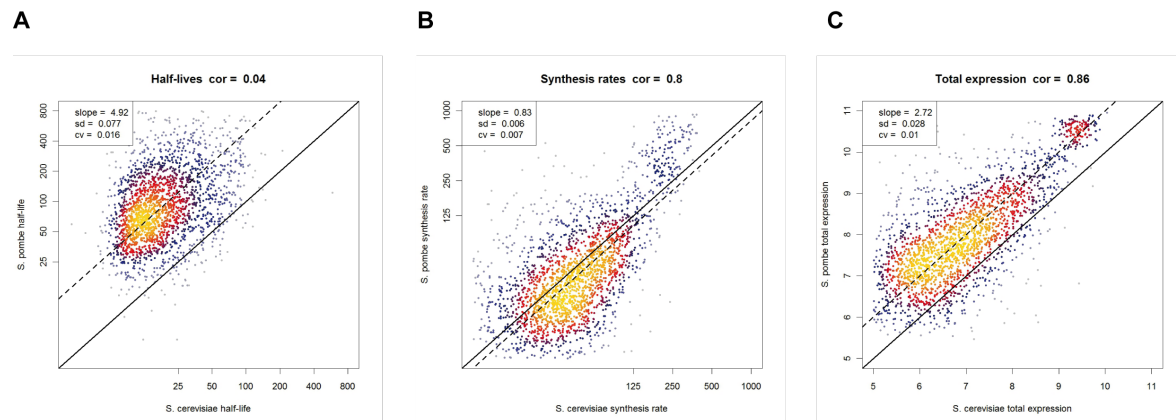 A
Half-lives cor = 0.04
slope = 4.92
sd = 0.077
cv = 0.016
800
400
200
100
50
25
S. pombe half-life
25 50 100 200 400 800
S. cerevisiae half-life
B
Synthesis rates cor = 0.8
slope = 0.83
sd = 0.006
cv = 0.007
1000
500
250
125
S. pombe synthesis rate
125 250 500 1000
S. cerevisiae synthesis rate
C
Total expression cor = 0.86
slope = 2.72
sd = 0.028
cv = 0.01
11
10
9
8
7
6
5
S. pombe total expression
5 6 7 8 9 10 11
S. cerevisiae total expression